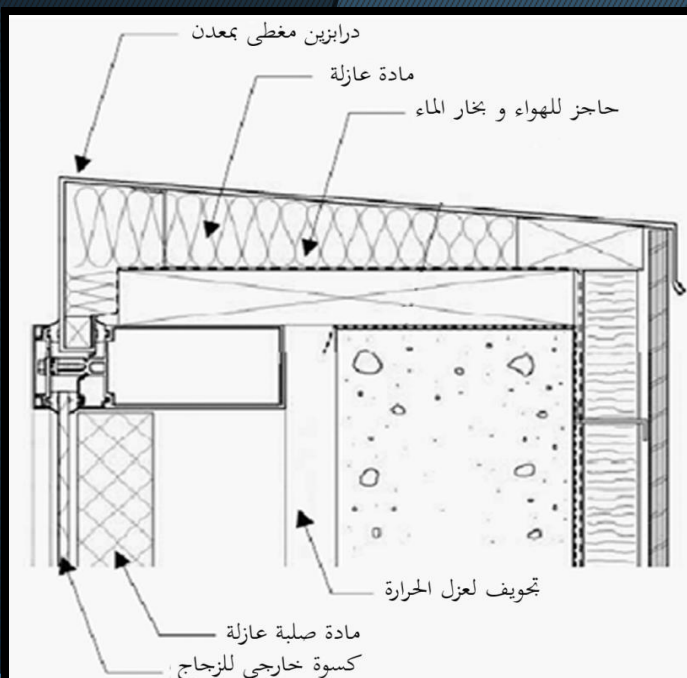 درابزين مغطى بمعدن
مادة عازلة
حاجز للهواء و بخار الماء
تجويف لعزل الحرارة
مادة صلبة عازلة
كسوة خارجي للزجاج